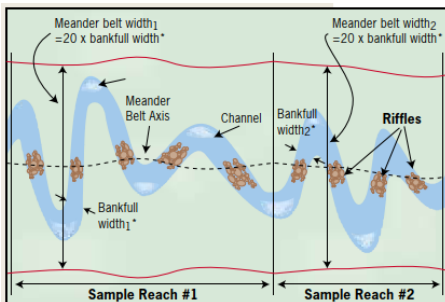 Meander belt width1
=20 x bankfull width*
Meander belt width2
=20 x bankfull width*
Meander
Belt Axis
Channel
Bankfull
width2*
Riffles
Bankfull
width1*
Sample Reach #1
Sample Reach #2